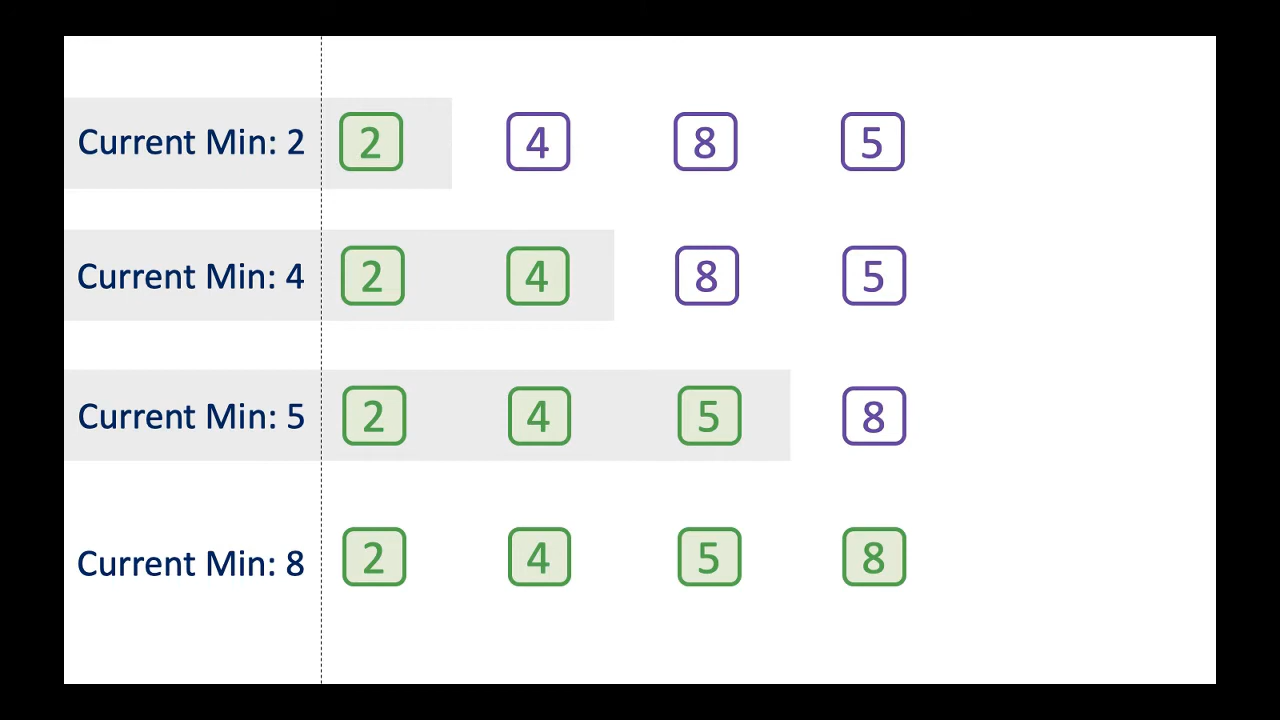 Current Min: 2 2 4 8 5
Current Min: 4 2 4 8 5
Current Min: 5 2 4 5 8
Current Min: 8 2 4 5 8